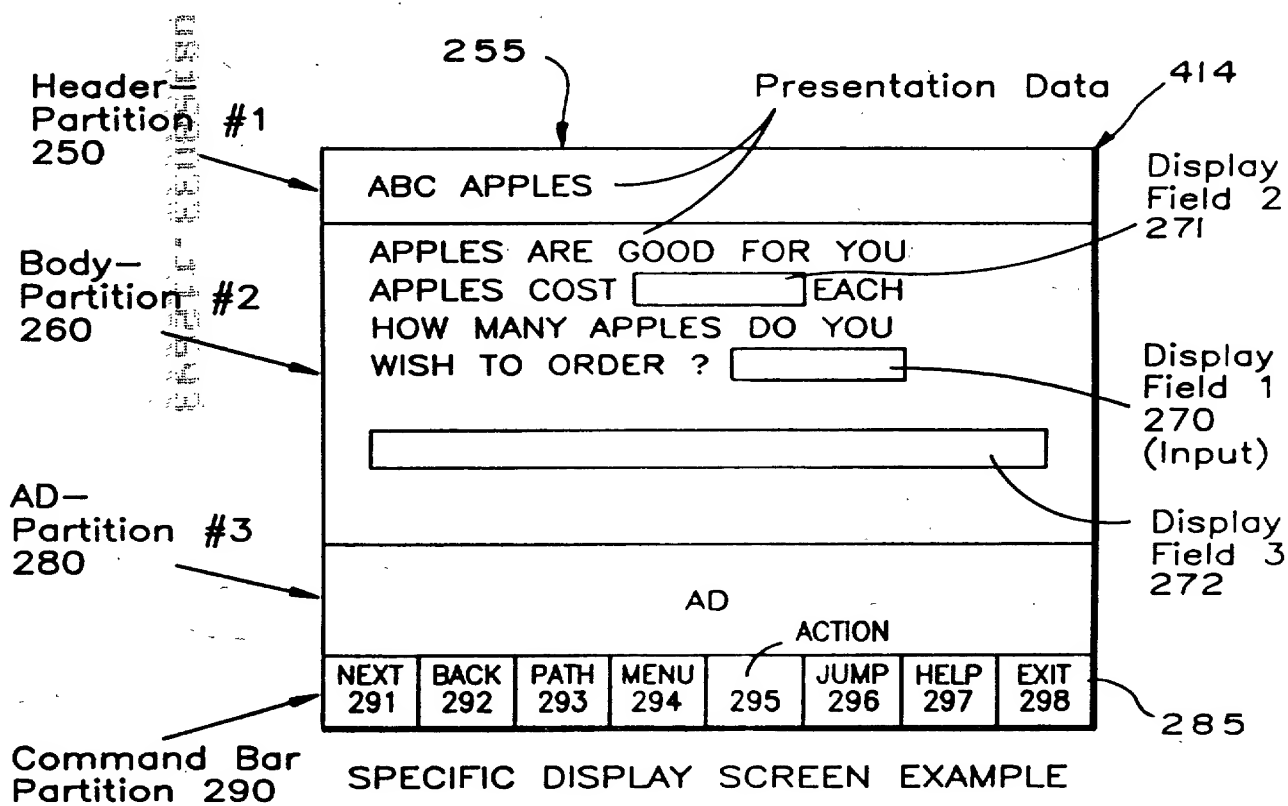 255
414
Header-
Partition #1
250
Presentation Data
ABC APPLES
Display
Field 2
271
APPLES ARE GOOD FOR YOU
APPLES COST EACH
HOW MANY APPLES DO YOU
WISH TO ORDER ?
Body-
Partition #2
260
Display
Field 1
270
(Input)
Display
Field 3
272
AD-
Partition #3
280
AD
ACTION
NEXT
291
BACK
292
PATH
293
MENU
294
295
JUMP
296
HELP
297
EXIT
298
285
Command Bar
Partition 290
SPECIFIC DISPLAY SCREEN EXAMPLE